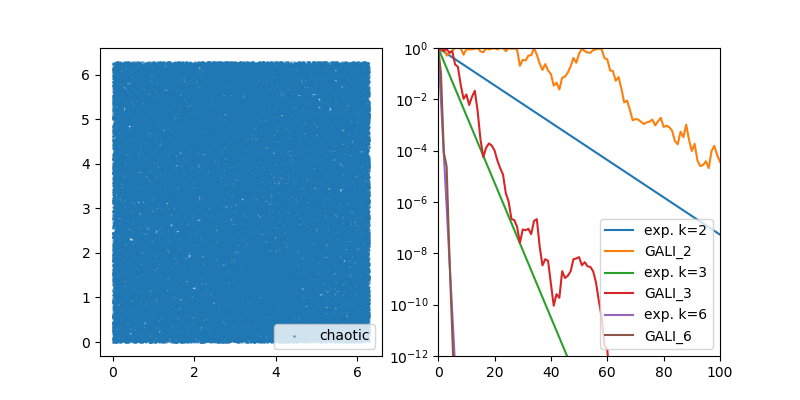 6
5
4
3
2
1
0
0 2 4 6
chaotic
10^0
10^-2
10^-4
10^-6
10^-8
10^-10
10^-12
0 20 40 60 80 100
exp. k=2
GALI_2
exp. k=3
GALI_3
exp. k=6
GALI_6